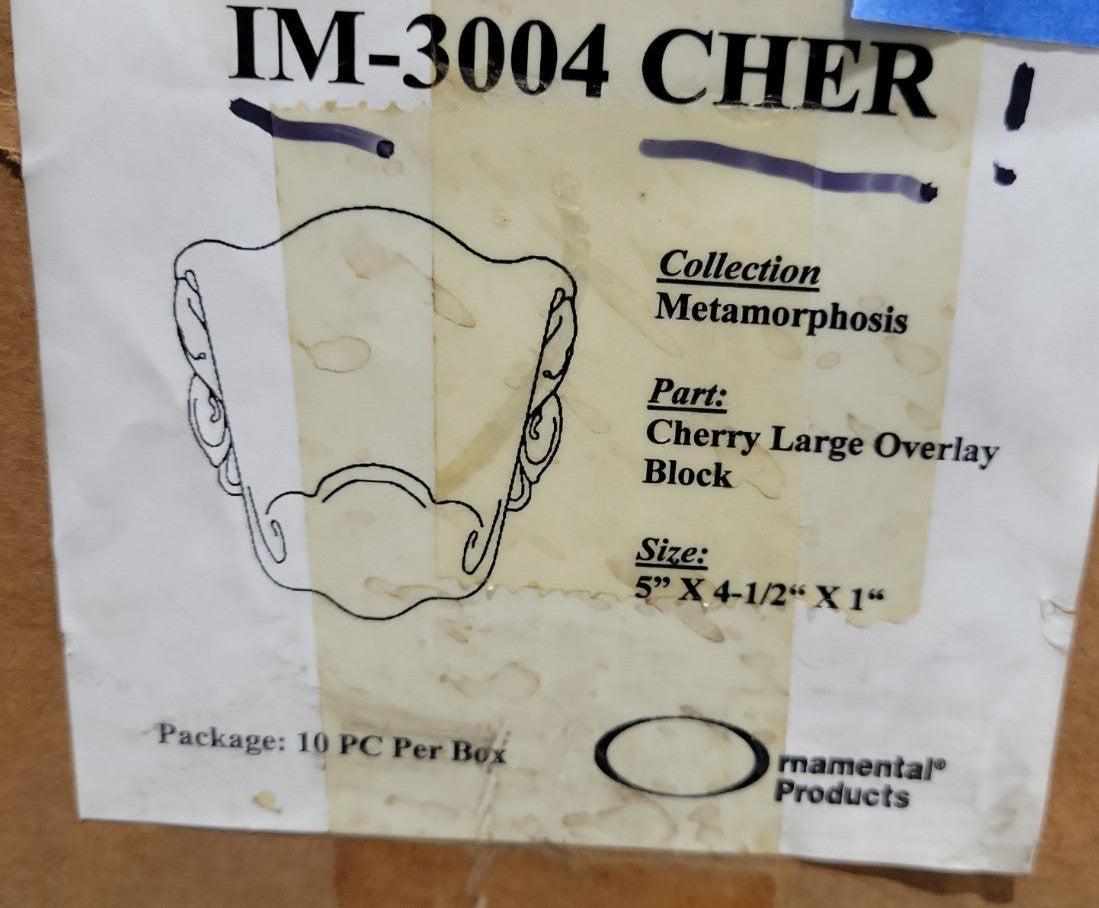 IM-3004 CHER !
Collection
Metamorphosis
Part:
Cherry Large Overlay
Block
Size:
5” X 4-1/2“ X 1“
Package: 10 PC Per Box
Ornamental®
Products